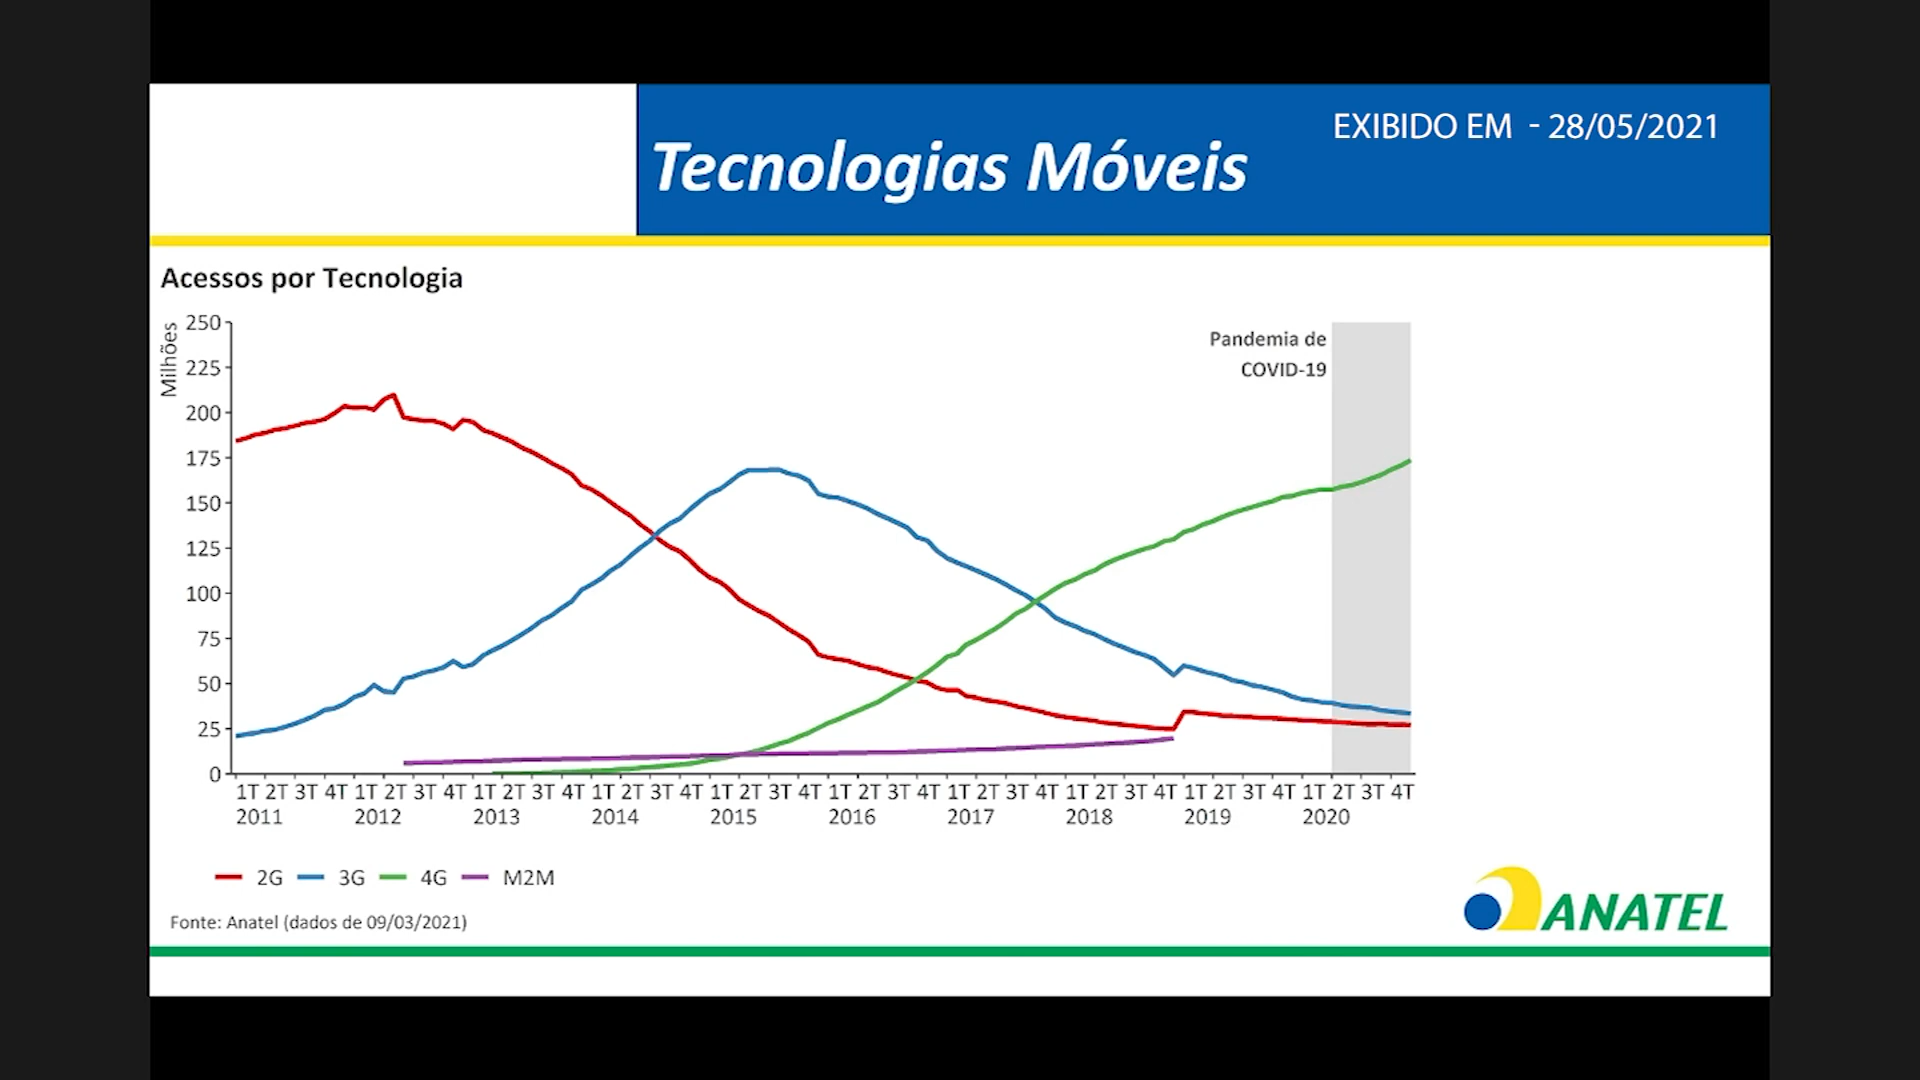 EXIBIDO EM - 28/05/2021
Tecnologias Móveis
Acessos por Tecnologia
Milhões
250
225
200
175
150
125
100
75
50
25
0
Pandemia de
COVID-19
1T 2T 3T 4T 1T 2T 3T 4T 1T 2T 3T 4T 1T 2T 3T 4T 1T 2T 3T 4T 1T 2T 3T 4T 1T 2T 3T 4T 1T 2T 3T 4T 1T 2T 3T 4T 1T 2T 3T 4T
2011 2012 2013 2014 2015 2016 2017 2018 2019 2020
2G 3G 4G M2M
Fonte: Anatel (dados de 09/03/2021)
ANATEL